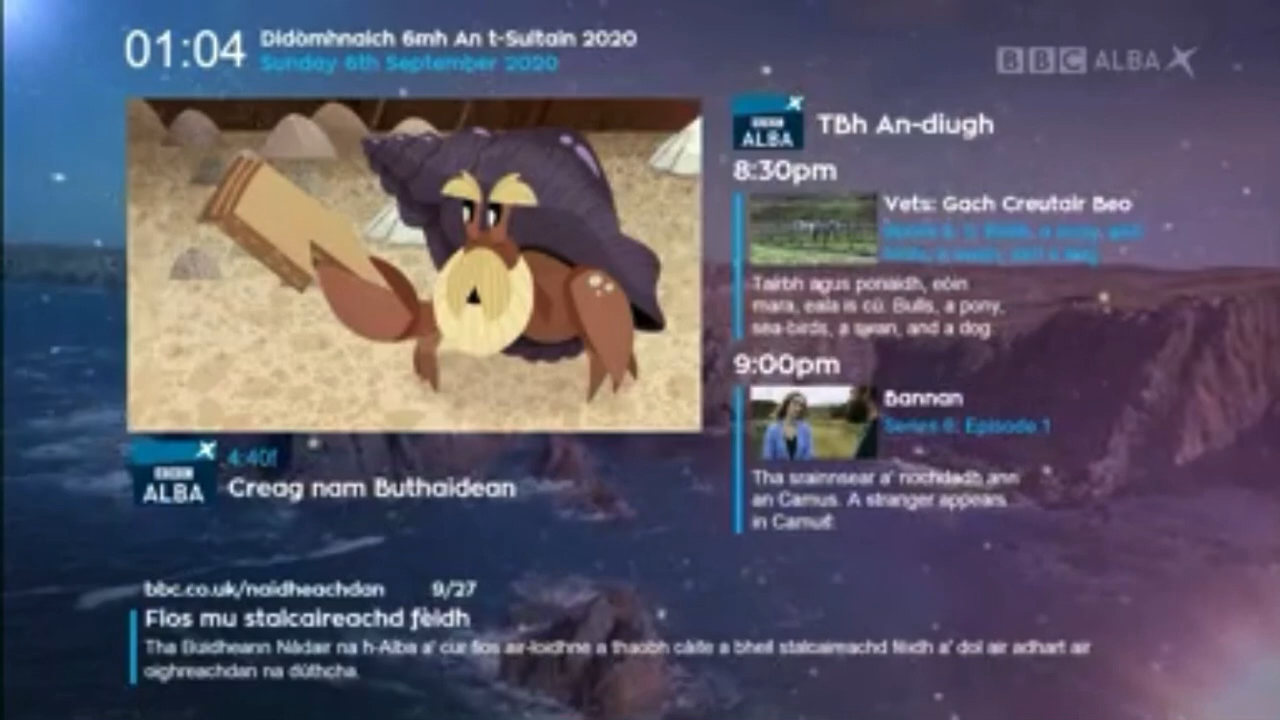 01:04
Didòmhnaich 6mh An t-Sultain 2020
Sunday 6th September 2020
BBC ALBA
BBC ALBA
TBh An-diugh
8:30pm
Vets: Gach Creutair Beo
Tairbh agus ponaidh, eòin
mara, eala is cù. Bulls, a pony,
sea-birds, a swan, and a dog.
9:00pm
Bannan
Series 6: Episode 1
Tha srainnsear a' nochdadh ann
an Camus. A stranger appears
in
BBC ALBA
4:40f
Creag nam Buthaidean
bbc.co.uk/naidheachdan 9/27
Fios mu stalcaireachd fèidh
Tha Buidheann Nàdair na h-Alba a' cur fios air-loidhne a thaobh càite a bheil stalcaireachd fèidh a' dol air adhart air
oighreachdan na dùthcha.